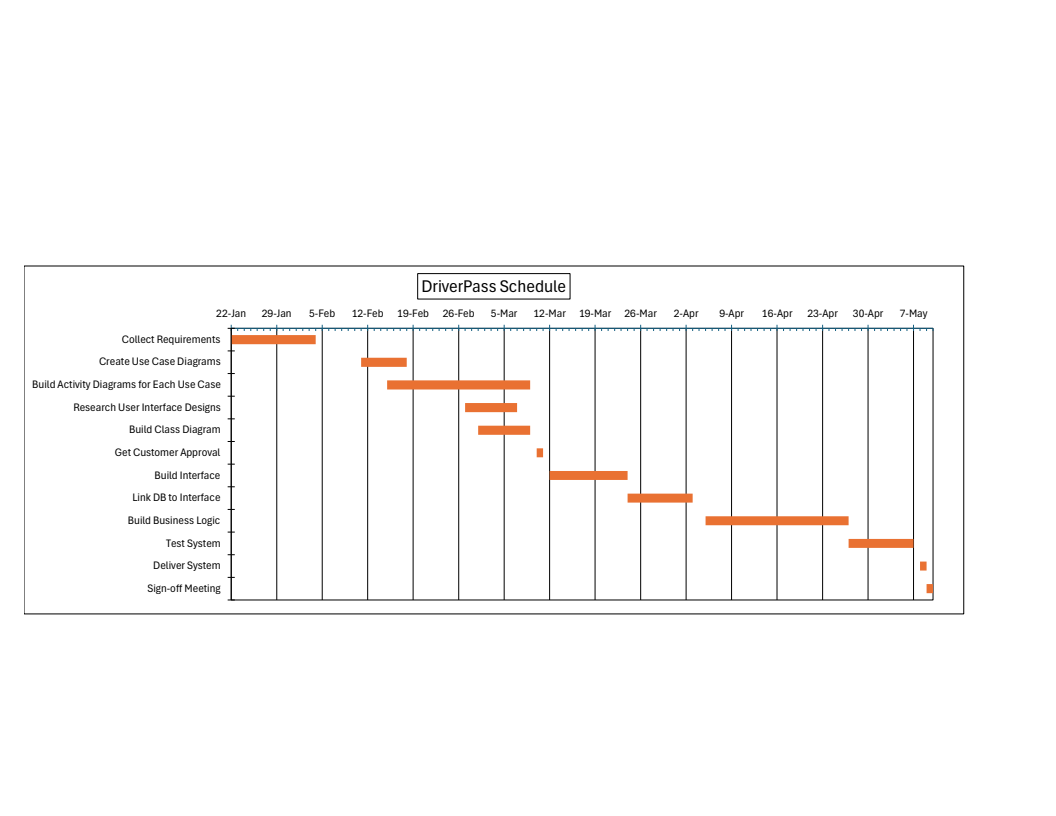 DriverPass Schedule
22-Jan 29-Jan 5-Feb 12-Feb 19-Feb 26-Feb 5-Mar 12-Mar 19-Mar 26-Mar 2-Apr 9-Apr 16-Apr 23-Apr 30-Apr 7-May
Collect Requirements
Create Use Case Diagrams
Build Activity Diagrams for Each Use Case
Research User Interface Designs
Build Class Diagram
Get Customer Approval
Build Interface
Link DB to Interface
Build Business Logic
Test System
Deliver System
Sign-off Meeting